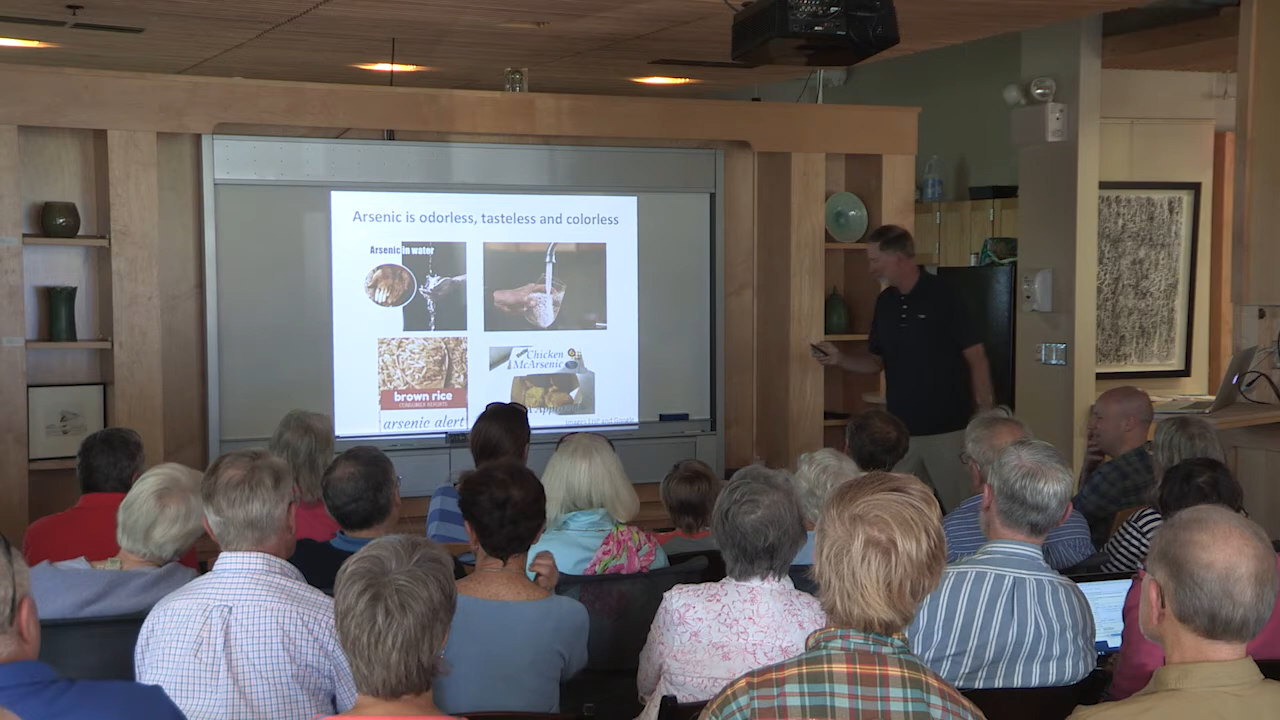 Arsenic is odorless, tasteless and colorless
Arsenic in water
brown rice
CONSUMER REPORTS
arsenic alert
Chicken
McArsenic